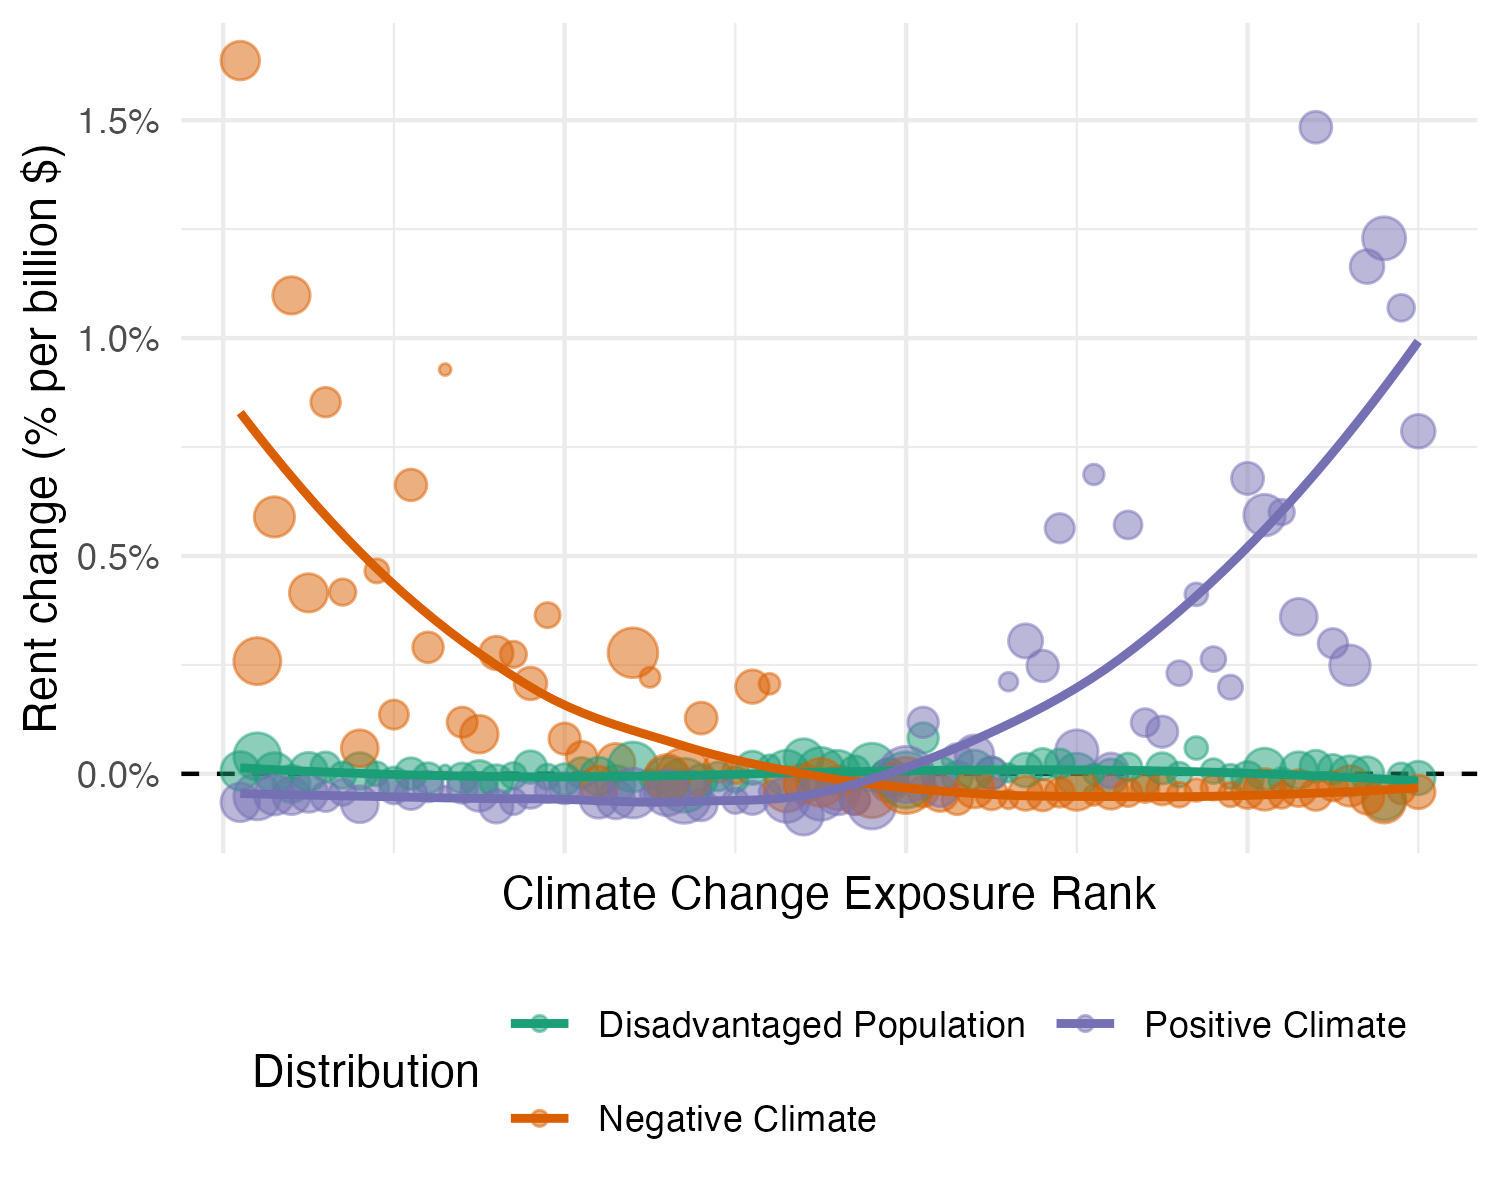 1.5%
1.0%
0.5%
0.0%
Rent change (% per billion $)
Climate Change Exposure Rank
Distribution
Disadvantaged Population
Positive Climate
Negative Climate